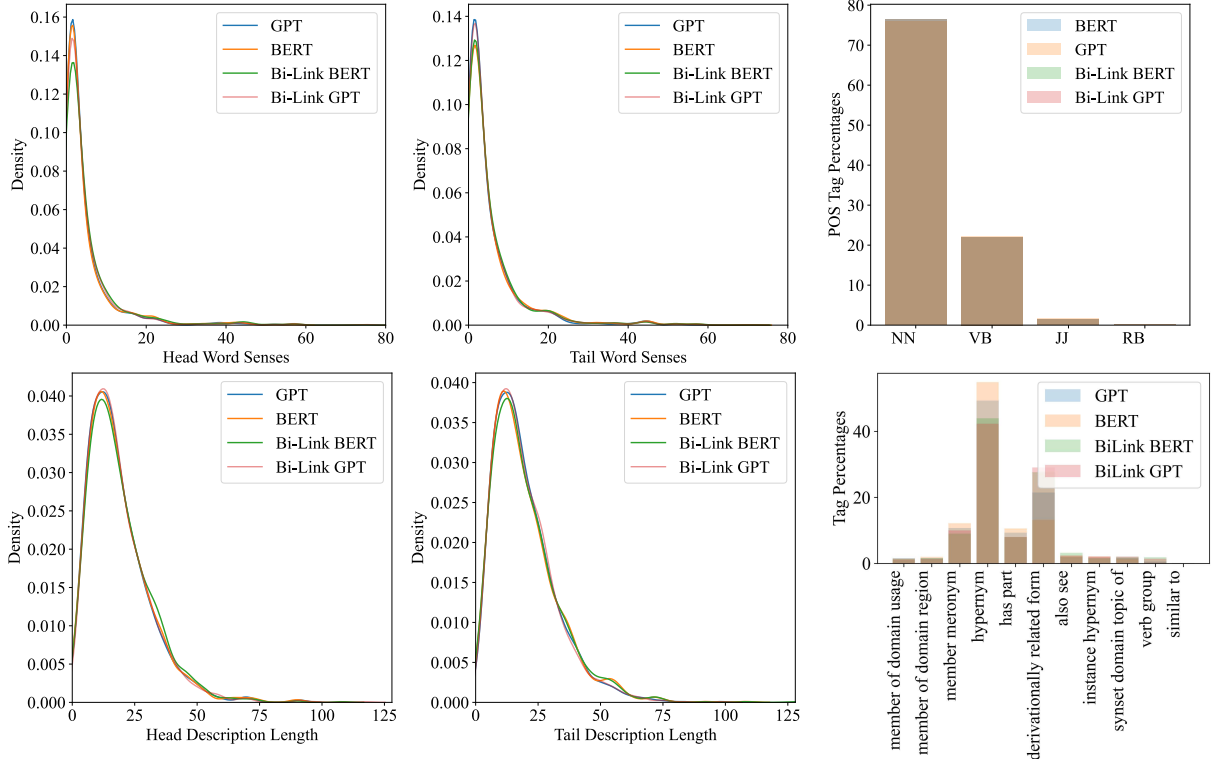 GPT
BERT
Bi-Link BERT
Bi-Link GPT
Density
0.16
0.14
0.12
0.10
0.08
0.06
0.04
0.02
0.00
0 20 40 60 80
Head Word Senses
GPT
BERT
Bi-Link BERT
Bi-Link GPT
Density
0.14
0.12
0.10
0.08
0.06
0.04
0.02
0.00
0 20 40 60 80
Tail Word Senses
BERT
GPT
Bi-Link BERT
Bi-Link GPT
POS Tag Percentages
80
70
60
50
40
30
20
10
0
NN VB JJ RB
GPT
BERT
Bi-Link BERT
Bi-Link GPT
Density
0.040
0.035
0.030
0.025
0.020
0.015
0.010
0.005
0.000
0 25 50 75 100 125
Head Description Length
GPT
BERT
Bi-Link BERT
Bi-Link GPT
Density
0.040
0.035
0.030
0.025
0.020
0.015
0.010
0.005
0.000
0 25 50 75 100 125
Tail Description Length
GPT
BERT
BiLink BERT
BiLink GPT
Tag Percentages
40
20
0
member of domain usage
member of domain region
member meronym
hypernym
has part
derivationally related form
also see
instance hypernym
synset domain topic of
verb group
similar to